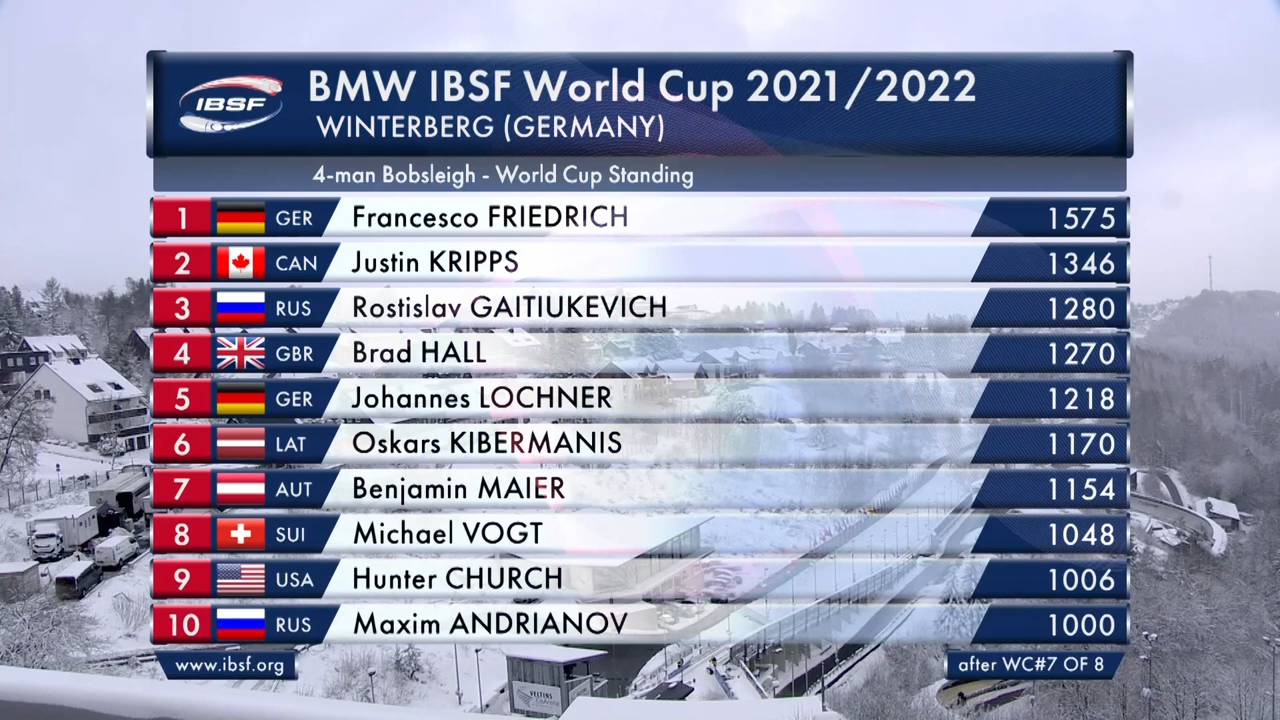 IBSF
BMW IBSF World Cup 2021/2022
WINTERBERG (GERMANY)
4-man Bobsleigh - World Cup Standing
1 GER Francesco FRIEDRICH 1575
2 CAN Justin KRIPPS 1346
3 RUS Rostislav GAITIUKEVICH 1280
4 GBR Brad HALL 1270
5 GER Johannes LOCHNER 1218
6 LAT Oskars KIBERMANIS 1170
7 AUT Benjamin MAIER 1154
8 SUI Michael VOGT 1048
9 USA Hunter CHURCH 1006
10 RUS Maxim ANDRIANOV 1000
www.ibsf.org after WC#7 OF 8
VELTINS
EisArena